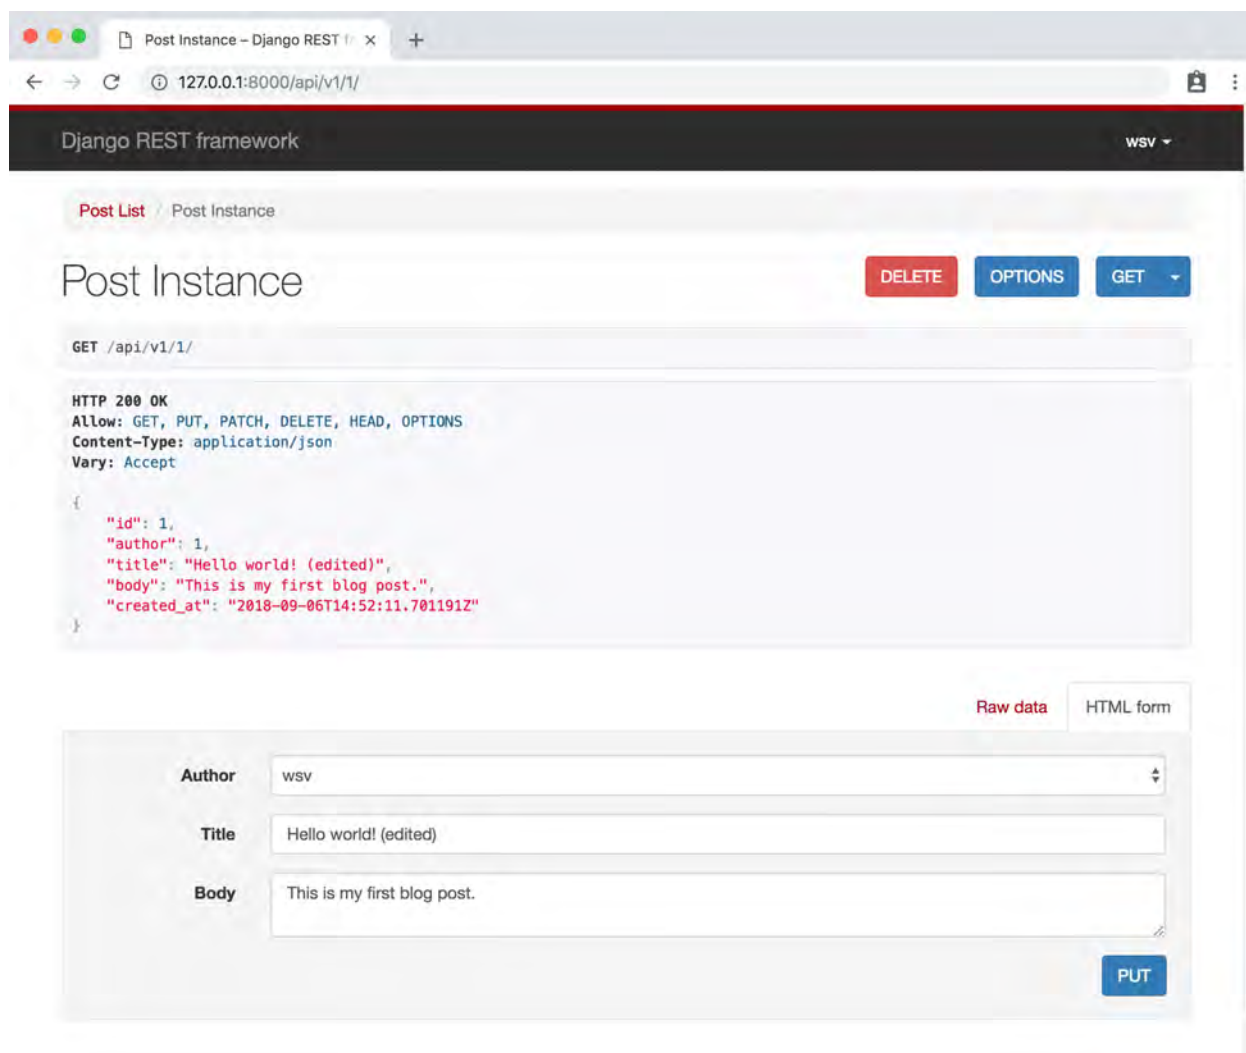 Post Instance – Django REST fr
127.0.0.1:8000/api/v1/1/
Django REST framework
wsv
Post List / Post Instance
Post Instance
DELETE
OPTIONS
GET
GET /api/v1/1/
HTTP 200 OK
Allow: GET, PUT, PATCH, DELETE, HEAD, OPTIONS
Content-Type: application/json
Vary: Accept
{
"id": 1,
"author": 1,
"title": "Hello world! (edited)",
"body": "This is my first blog post.",
"created_at": "2018-09-06T14:52:11.701191Z"
}
Raw data
HTML form
Author
wsv
Title
Hello world! (edited)
Body
This is my first blog post.
PUT